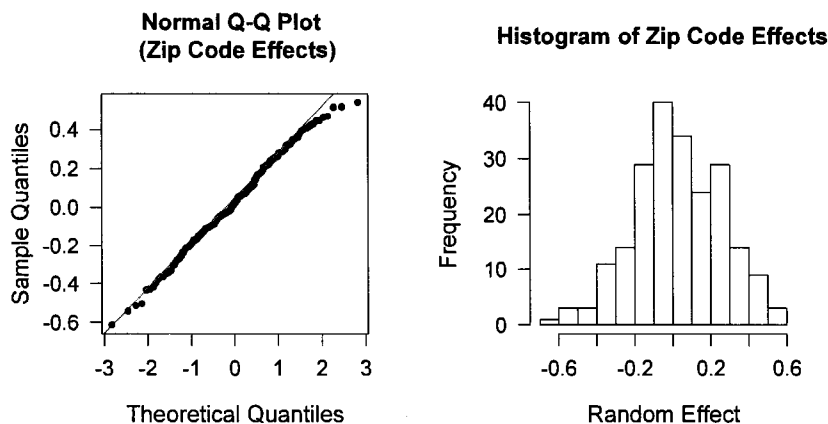 Normal Q-Q Plot
(Zip Code Effects)
Sample Quantiles
0.4
0.2
0.0
-0.2
-0.4
-0.6
-3 -2 -1 0 1 2 3
Theoretical Quantiles
Histogram of Zip Code Effects
Frequency
40
30
20
10
0
-0.6 -0.2 0.2 0.6
Random Effect